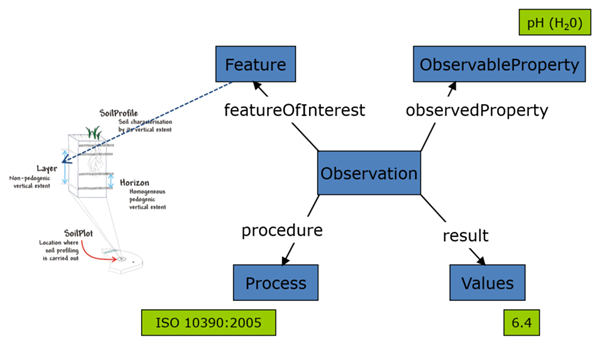 pH (H20)
Feature
ObservableProperty
featureOfInterest
observedProperty
SoilProfile
Soil characterisation
by its vertical extent
Layer
Non-pedogenic
vertical extent
Horizon
Homogeneous
pedogenic
vertical extent
Observation
SoilPlot
Location where
soil profiling
is carried out
procedure
result
Process
Values
ISO 10390:2005
6.4